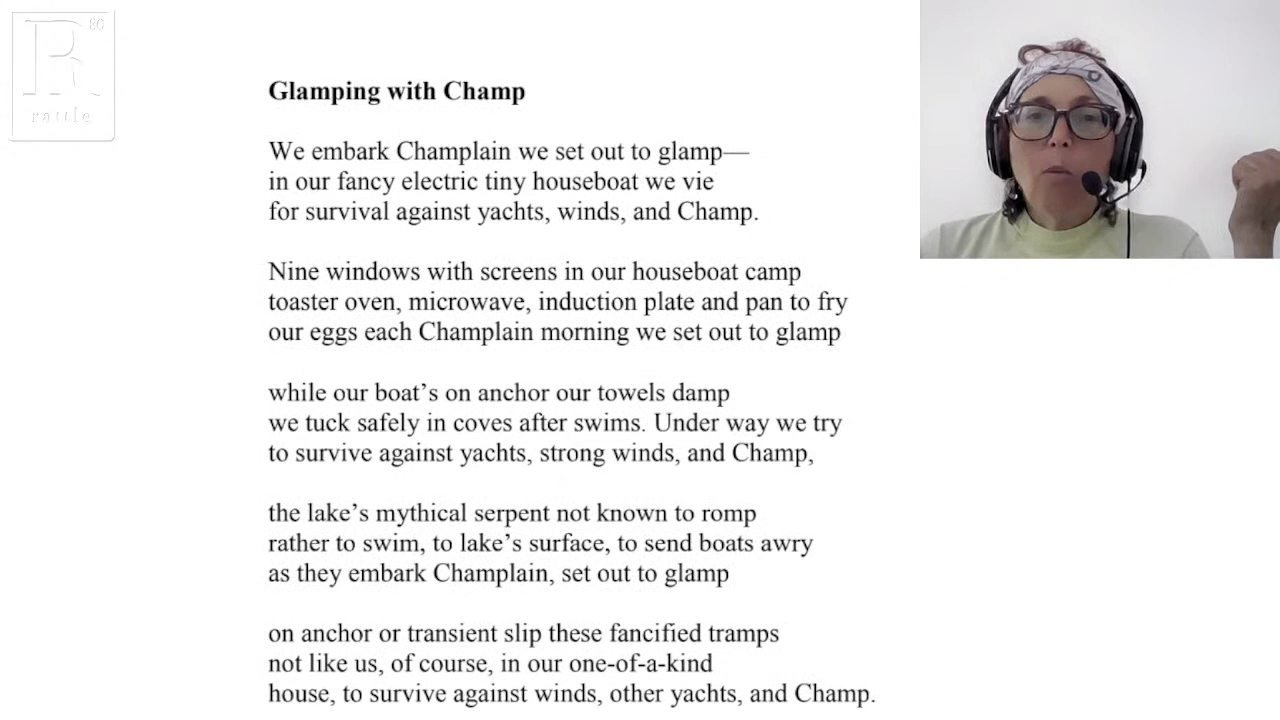 R
80
rattle
Glamping with Champ
We embark Champlain we set out to glamp—
in our fancy electric tiny houseboat we vie
for survival against yachts, winds, and Champ.
Nine windows with screens in our houseboat camp
toaster oven, microwave, induction plate and pan to fry
our eggs each Champlain morning we set out to glamp
while our boat’s on anchor our towels damp
we tuck safely in coves after swims. Under way we try
to survive against yachts, strong winds, and Champ,
the lake’s mythical serpent not known to romp
rather to swim, to lake’s surface, to send boats awry
as they embark Champlain, set out to glamp
on anchor or transient slip these fancified tramps
not like us, of course, in our one-of-a-kind
house, to survive against winds, other yachts, and Champ.